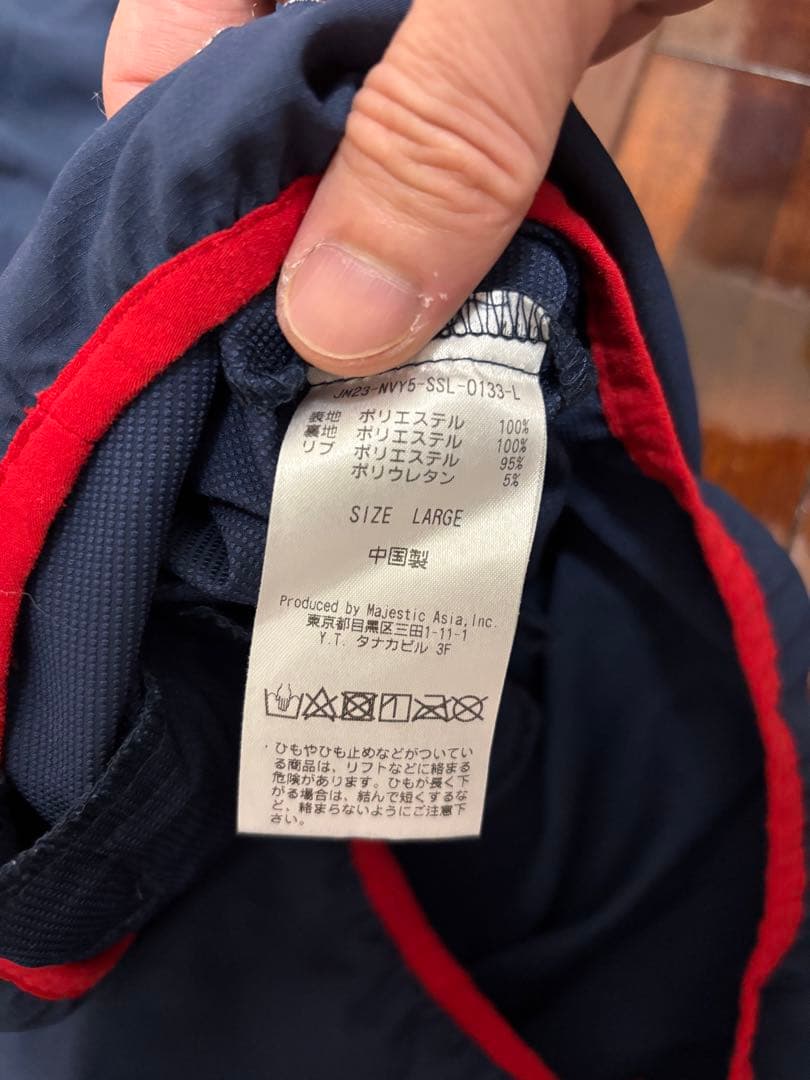 JM23-NVY5-SSL-0133-L
表地 ポリエステル 100%
裏地 ポリエステル 100%
リブ ポリエステル 95%
ポリウレタン 5%
SIZE LARGE
中国製
Produced by Majestic Asia,Inc.
東京都目黒区三田1-11-1
Y.T. タナカビル 3F
・ひもやひも止めなどがついてい
る商品は、リフトなどに絡まる
危険があります。ひもが長く下
がる場合は、結んで短くするな
ど、絡まらないようにご注意下
さい。